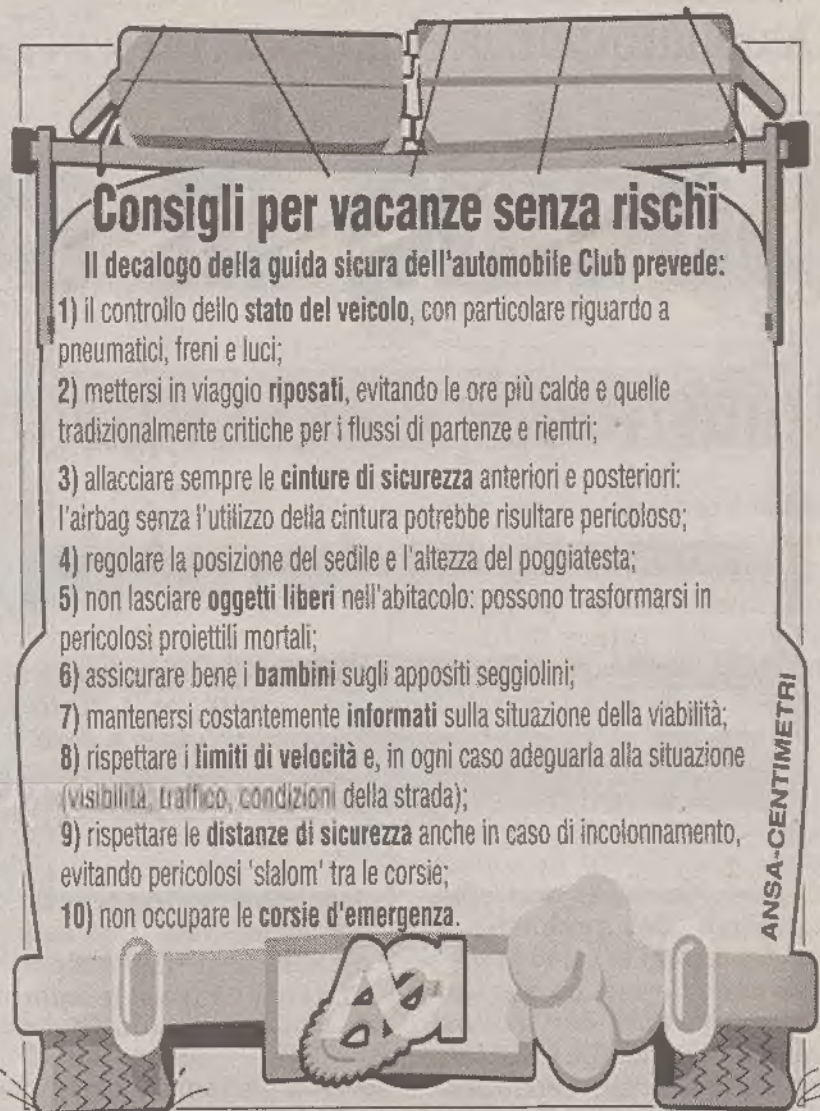 Consigli per vacanze senza rischi
Il decalogo della guida sicura dell'automobile Club prevede:
1) il controllo dello stato del veicolo, con particolare riguardo a
pneumatici, freni e luci;
2) mettersi in viaggio riposati, evitando le ore più calde e quelle
tradizionalmente critiche per i flussi di partenze e rientri;
3) allacciare sempre le cinture di sicurezza anteriori e posteriori:
l'airbag senza l'utilizzo della cintura potrebbe risultare pericoloso;
4) regolare la posizione del sedile e l'altezza del poggiatesta;
5) non lasciare oggetti liberi nell'abitacolo: possono trasformarsi in
pericolosi proiettili mortali;
6) assicurare bene i bambini sugli appositi seggiolini;
7) mantenersi costantemente informati sulla situazione della viabilità;
8) rispettare i limiti di velocità e, in ogni caso adeguarla alla situazione
(visibilità, traffico, condizioni della strada);
9) rispettare le distanze di sicurezza anche in caso di incolonnamento,
evitando pericolosi 'slalom' tra le corsie;
10) non occupare le corsie d'emergenza.
ANSA-CENTIMETRI
ACI